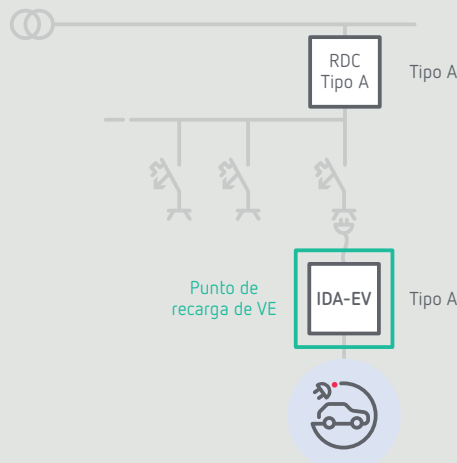 RDC
Tipo A
Tipo A
Punto de
recarga de VE
IDA-EV
Tipo A